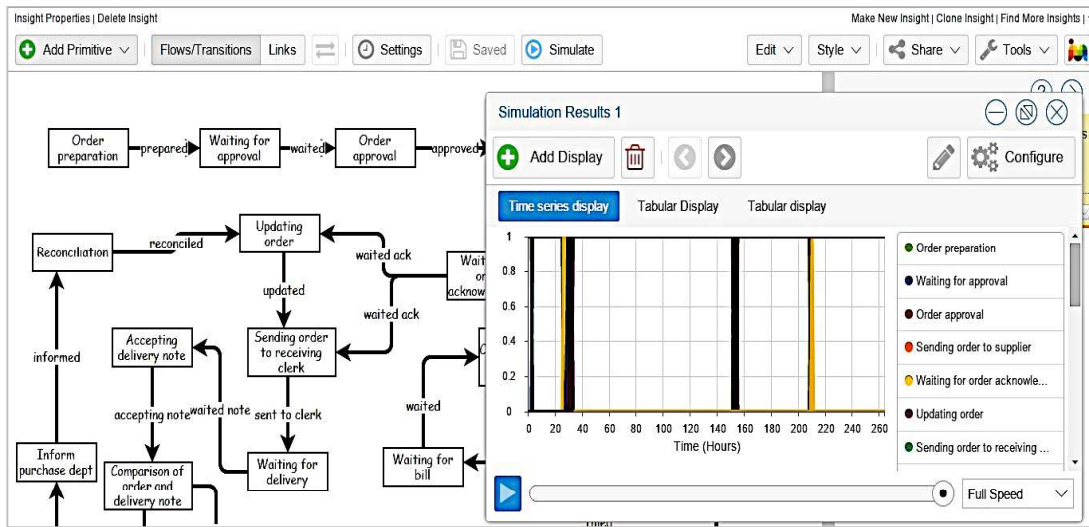 Insight Properties | Delete Insight
Make New Insight | Clone Insight | Find More Insights |
Add Primitive
Flows/Transitions
Links
Settings
Saved
Simulate
Edit
Style
Share
Tools
Order
preparation
prepared
Waiting for
approval
waited
Order
approval
approved
Simulation Results 1
Add Display
Configure
Time series display
Tabular Display
Tabular display
1
0.8
0.6
0.4
0.2
0
0 20 40 60 80 100 120 140 160 180 200 220 240 260
Time (Hours)
Order preparation
Waiting for approval
Order approval
Sending order to supplier
Waiting for order acknowle...
Updating order
Sending order to receiving ...
Full Speed
Reconciliation
reconciled
Updating
order
waited ack
updated
waited ack
Sending order
to receiving
clerk
Accepting
delivery note
informed
accepting note
waited note
sent to clerk
waited
Inform
purchase dept
Comparison of
order and
delivery note
Waiting for
delivery
Waiting for
bill